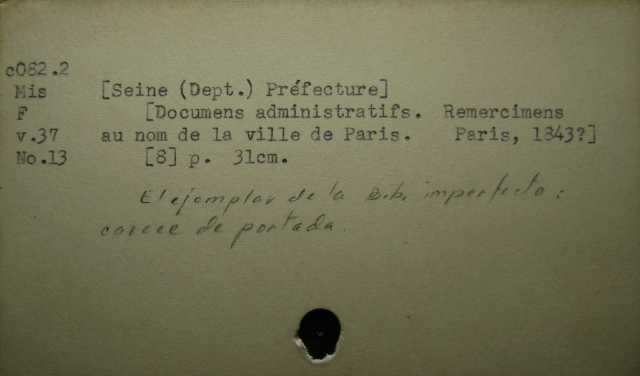 c082.2
Mis [Seine (Dept.) Préfecture]
F [Documens administratifs. Remercimens
v.37 au nom de la ville de Paris. Paris, 1843?]
No.13 [8] p. 31cm.
El ejemplar de la Bib. imperfecto:
carece de portada.